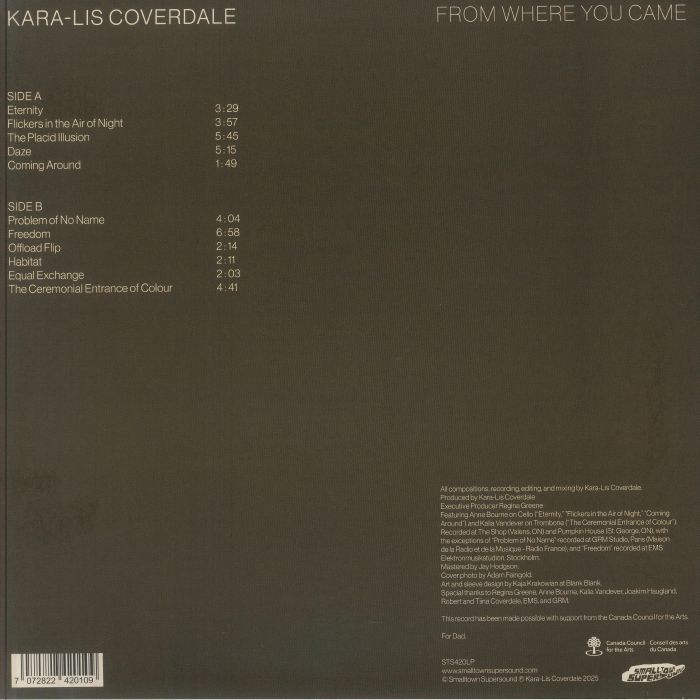 KARA-LIS COVERDALE
FROM WHERE YOU CAME
SIDE A
Eternity 3:29
Flickers in the Air of Night 3:57
The Placid Illusion 5:45
Daze 5:15
Coming Around 1:49
SIDE B
Problem of No Name 4:04
Freedom 6:58
Offload Flip 2:14
Habitat 2:11
Equal Exchange 2:03
The Ceremonial Entrance of Colour 4:41
All compositions, recording, editing, and mixing by Kara-Lis Coverdale.
Produced by Kara-Lis Coverdale
Executive Producer Regina Greene
Featuring Anne Bourne on Cello ("Eternity," "Flickers in the Air of Night," "Coming
Around") and Kalia Vandever on Trombone ("The Ceremonial Entrance of Colour").
Recorded at The Shop (Valens, ON) and Pumpkin House (St. George, ON), with
the exceptions of "Problem of No Name" recorded at GRM Studio, Paris (Maison
de la Radio et de la Musique - Radio France), and "Freedom" recorded at EMS
Elektronmusikstudion, Stockholm.
Mastered by Jay Hodgson.
Cover photo by Adam Feingold.
Art and sleeve design by Kaja Krakowian at Blank Blank.
Special thanks to Regina Greene, Anne Bourne, Kalia Vandever, Joakim Haugland,
Robert and Tiina Coverdale, EMS, and GRM.
This record has been made possible with support from the Canada Council for the Arts.
For Dad.
Canada Council Conseil des arts
for the Arts du Canada
STS420LP
www.smalltownsupersound.com
© Smalltown Supersound ℗ Kara-Lis Coverdale 2025
SMALLTOWN
SUPERSOUND
7 072822 420109